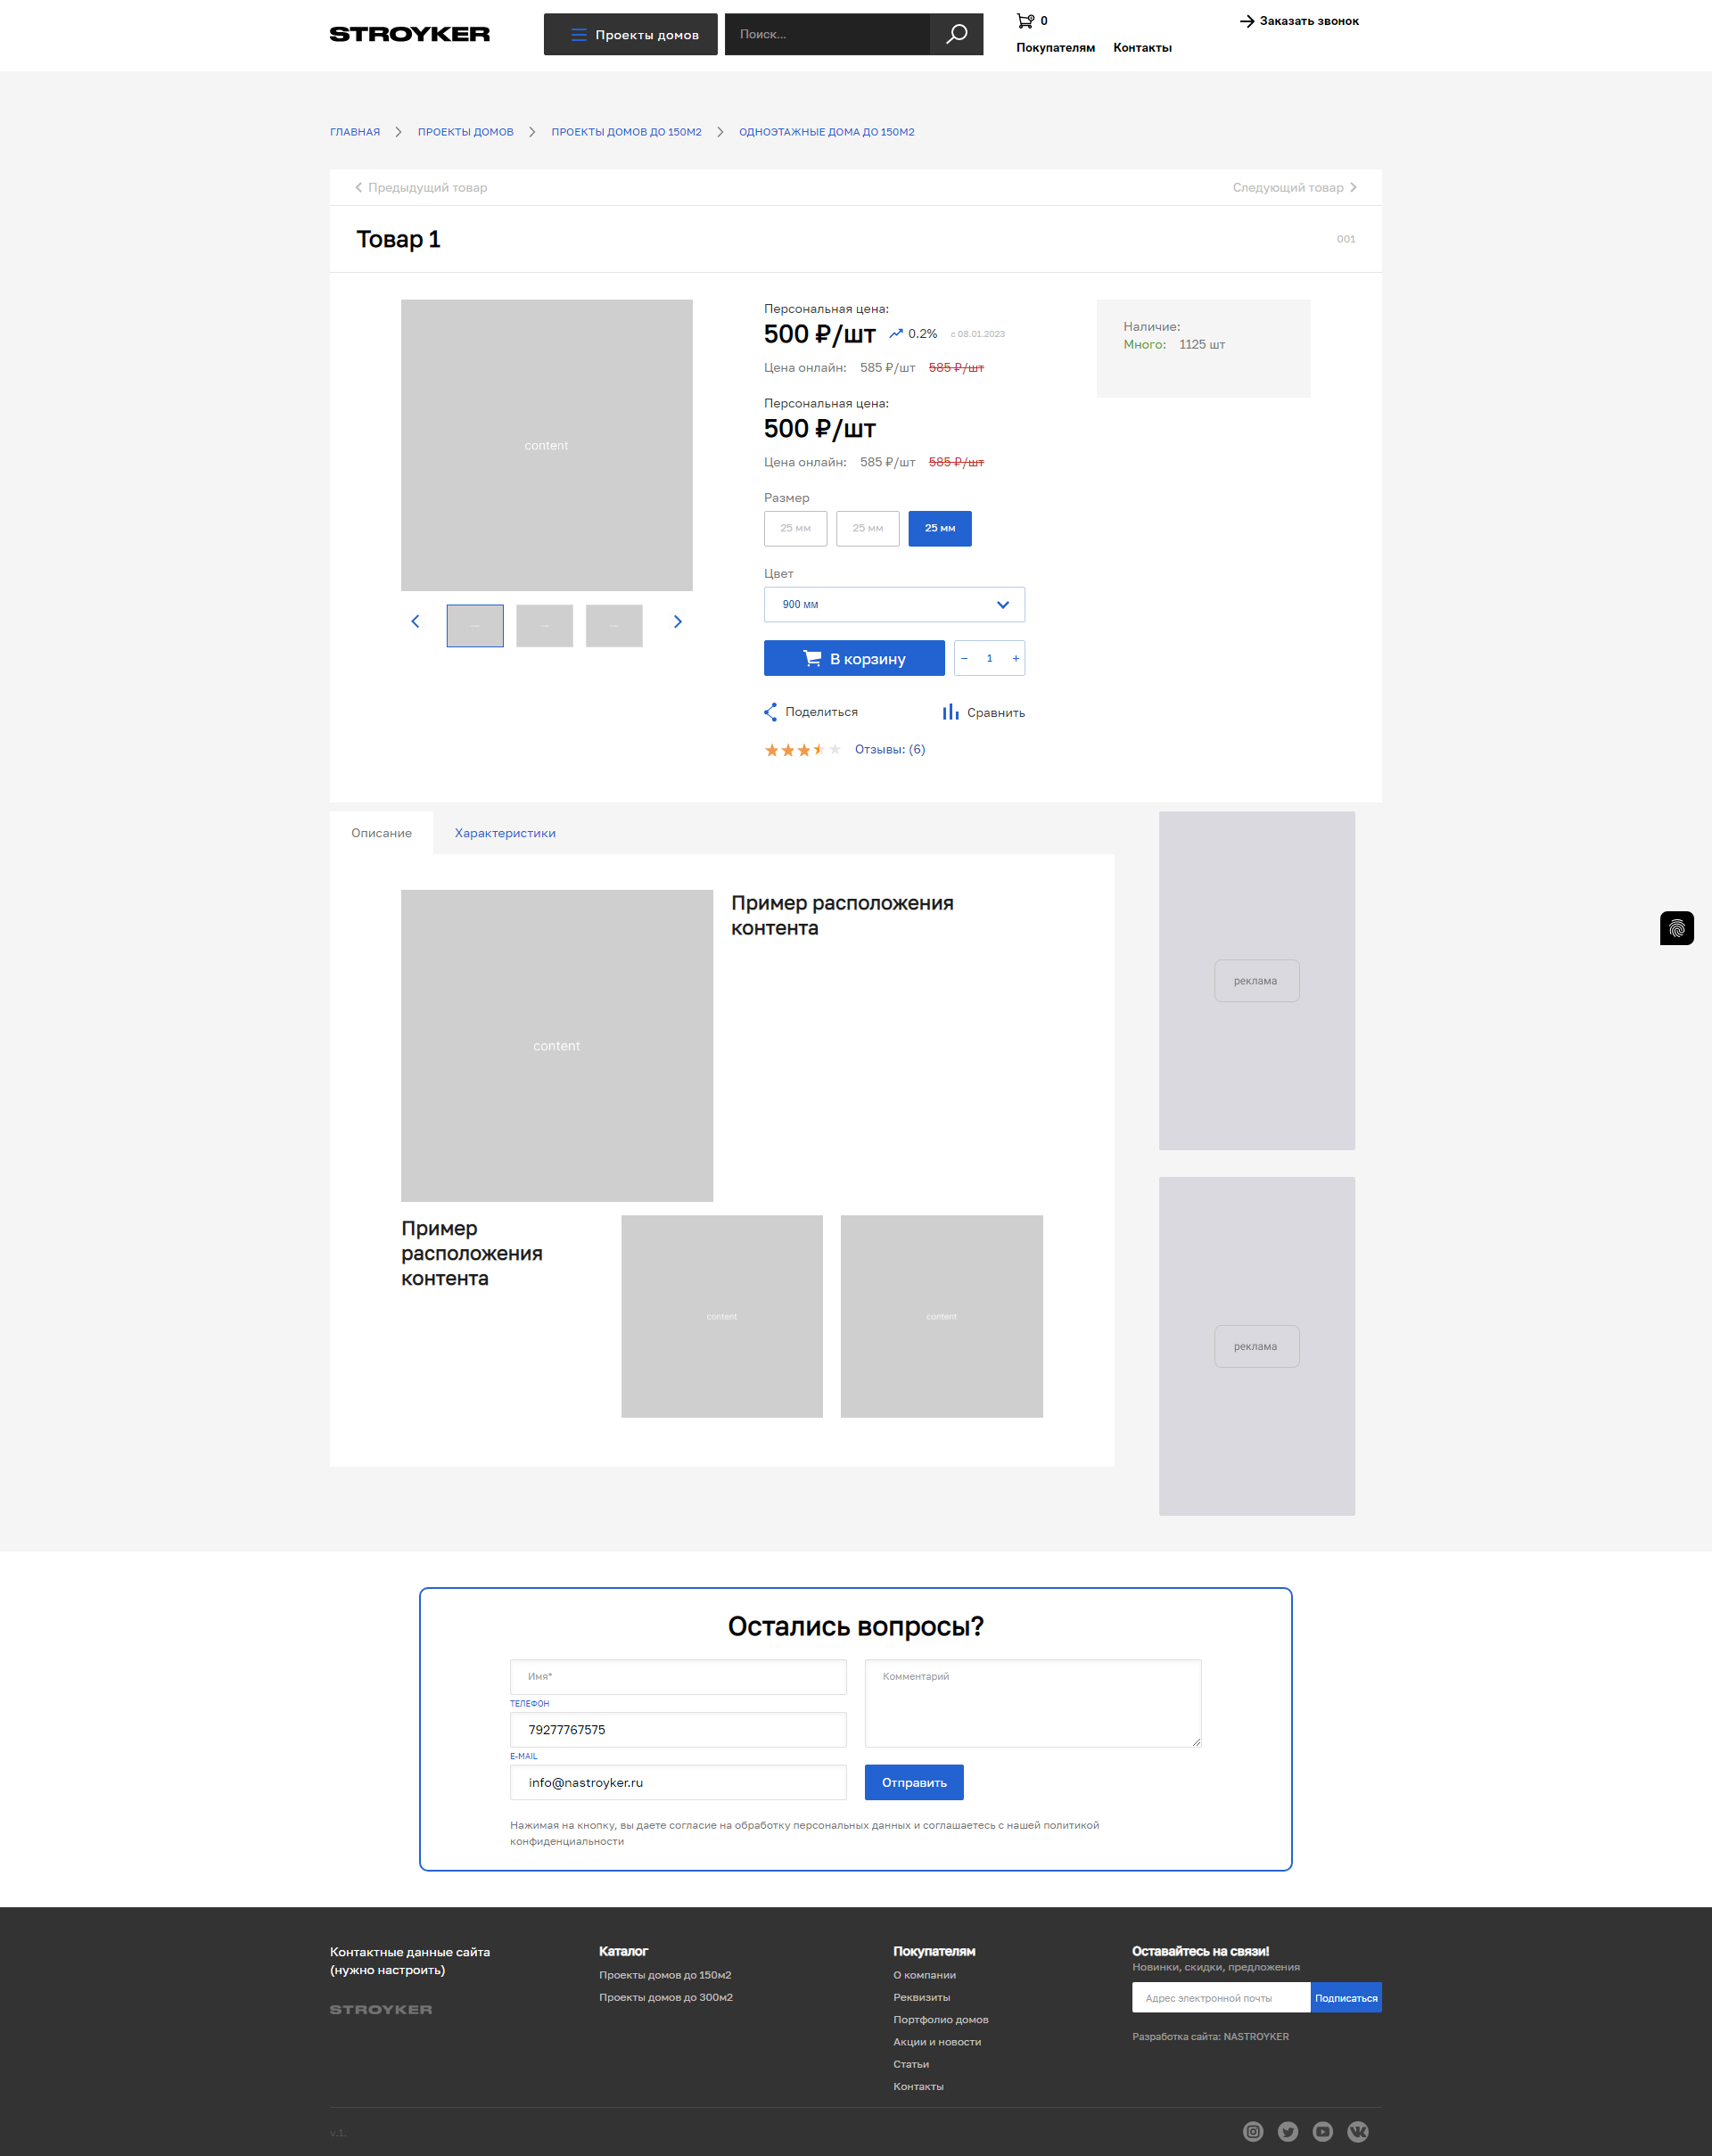 STROYKER
Проекты домов
Поиск...
0
Заказать звонок
Покупателям Контакты
ГЛАВНАЯ ПРОЕКТЫ ДОМОВ ПРОЕКТЫ ДОМОВ ДО 150М2 ОДНОЭТАЖНЫЕ ДОМА ДО 150М2
Предыдущий товар
Следующий товар
Товар 1
001
content
Персональная цена:
500 ₽/шт 0.2% с 08.01.2023
Цена онлайн: 585 ₽/шт 585 ₽/шт
Персональная цена:
500 ₽/шт
Цена онлайн: 585 ₽/шт 585 ₽/шт
Размер
25 мм 25 мм 25 мм
Цвет
900 мм
В корзину − 1 +
Поделиться Сравнить
Отзывы: (6)
Наличие:
Много: 1125 шт
Описание Характеристики
content
Пример расположения
контента
Пример
расположения
контента
content
content
реклама
реклама
Остались вопросы?
Имя*
ТЕЛЕФОН
79277767575
E-MAIL
info@nastroyker.ru
Комментарий
Отправить
Нажимая на кнопку, вы даете согласие на обработку персональных данных и соглашаетесь с нашей политикой
конфиденциальности
Контактные данные сайта
(нужно настроить)
STROYKER
Каталог
Проекты домов до 150м2
Проекты домов до 300м2
Покупателям
О компании
Реквизиты
Портфолио домов
Акции и новости
Статьи
Контакты
Оставайтесь на связи!
Новинки, скидки, предложения
Адрес электронной почты Подписаться
Разработка сайта: NASTROYKER
v.1.